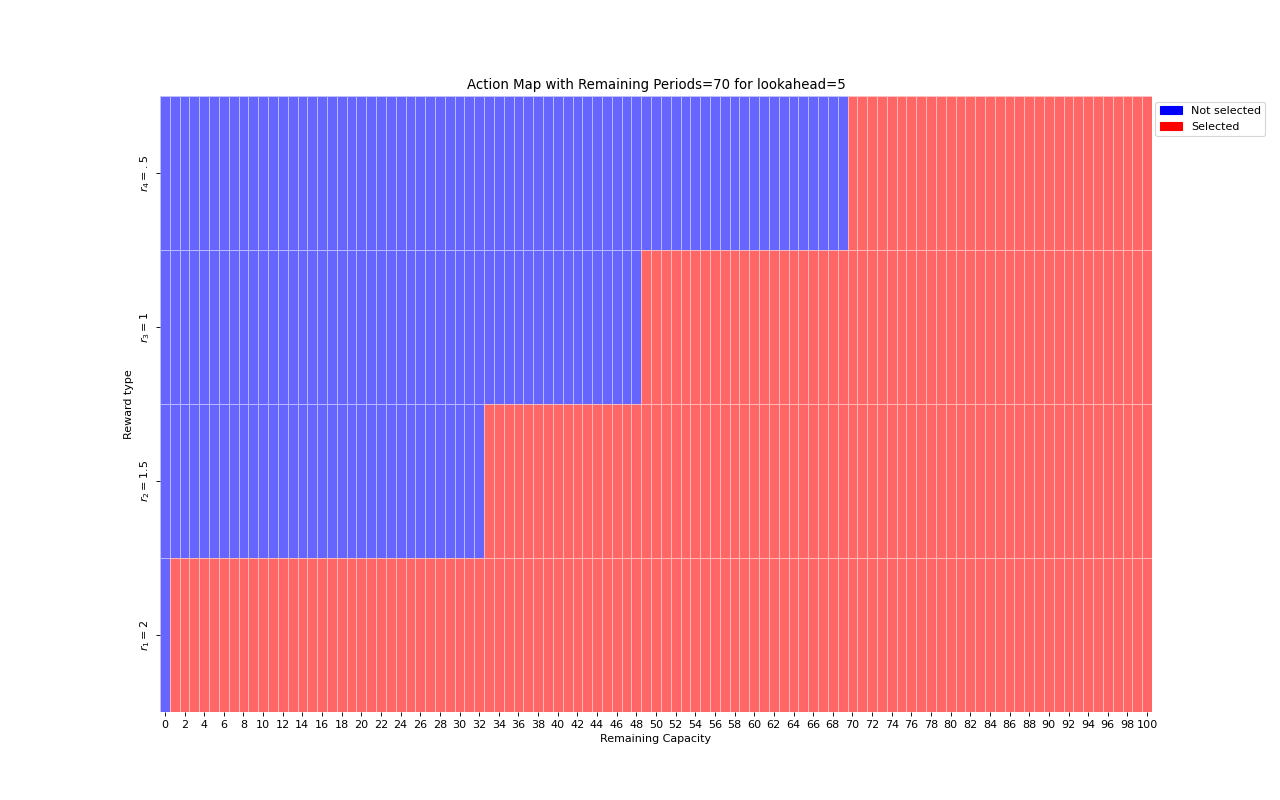 Action Map with Remaining Periods=70 for lookahead=5
Not selected
Selected
r₄ = .5
r₃ = 1
Reward type
r₂ = 1.5
r₁ = 2
0 2 4 6 8 10 12 14 16 18 20 22 24 26 28 30 32 34 36 38 40 42 44 46 48 50 52 54 56 58 60 62 64 66 68 70 72 74 76 78 80 82 84 86 88 90 92 94 96 98 100
Remaining Capacity